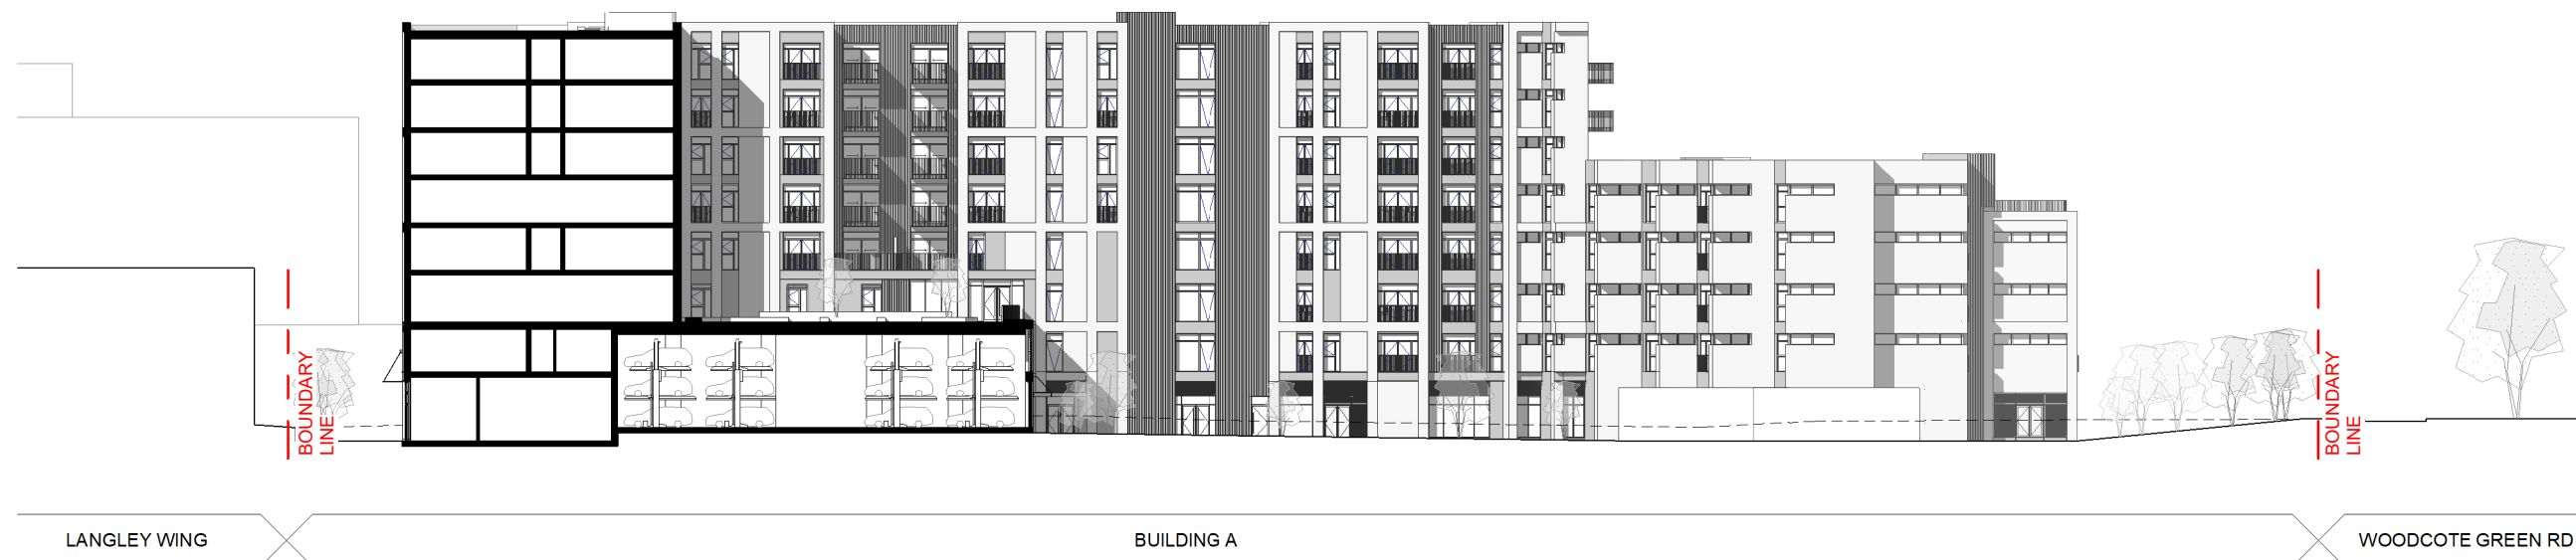 BOUNDARY
LINE
BOUNDARY
LINE
LANGLEY WING
BUILDING A
WOODCOTE GREEN RD